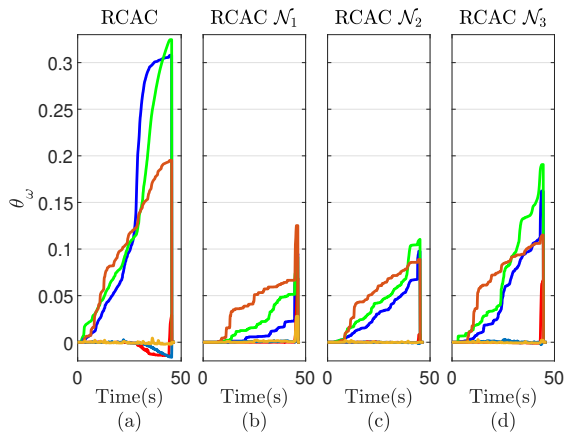 RCAC RCAC 𝒩₁ RCAC 𝒩₂ RCAC 𝒩₃
0.3
0.25
0.2
0.15
0.1
0.05
0
θ_ω
0 50 0 50 0 50 0 50
Time(s) Time(s) Time(s) Time(s)
(a) (b) (c) (d)